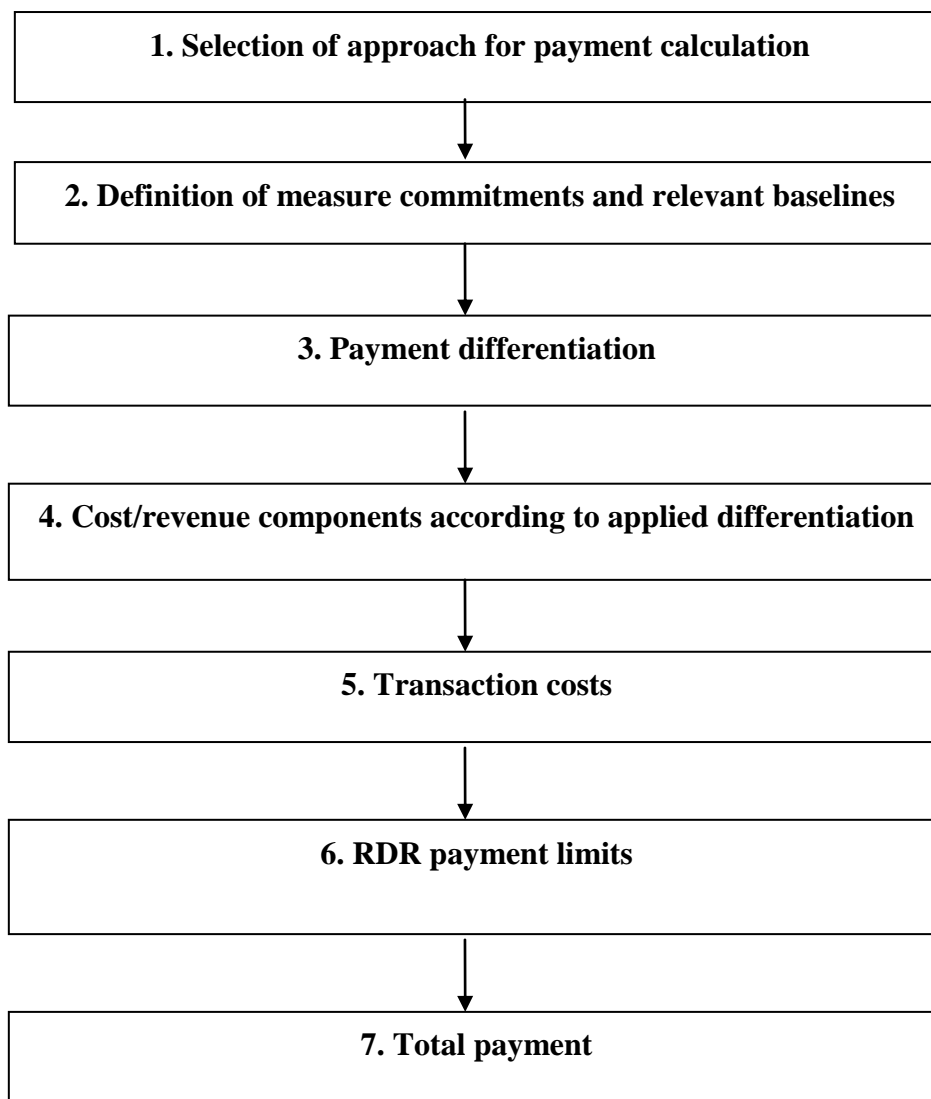 1. Selection of approach for payment calculation
2. Definition of measure commitments and relevant baselines
3. Payment differentiation
4. Cost/revenue components according to applied differentiation
5. Transaction costs
6. RDR payment limits
7. Total payment